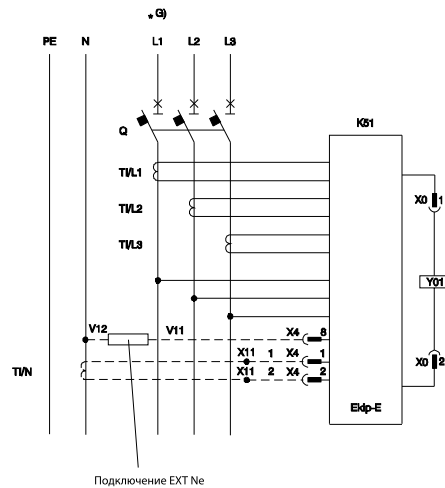 * G)
PE N L1 L2 L3
K51
Q
TI/L1
X0 1
TI/L2
TI/L3
Y01
V12 V11 X4 8
X11 1 X4 1
X0 2
TI/N X11 2 X4 2
Ekip-E
Подключение EXT Ne